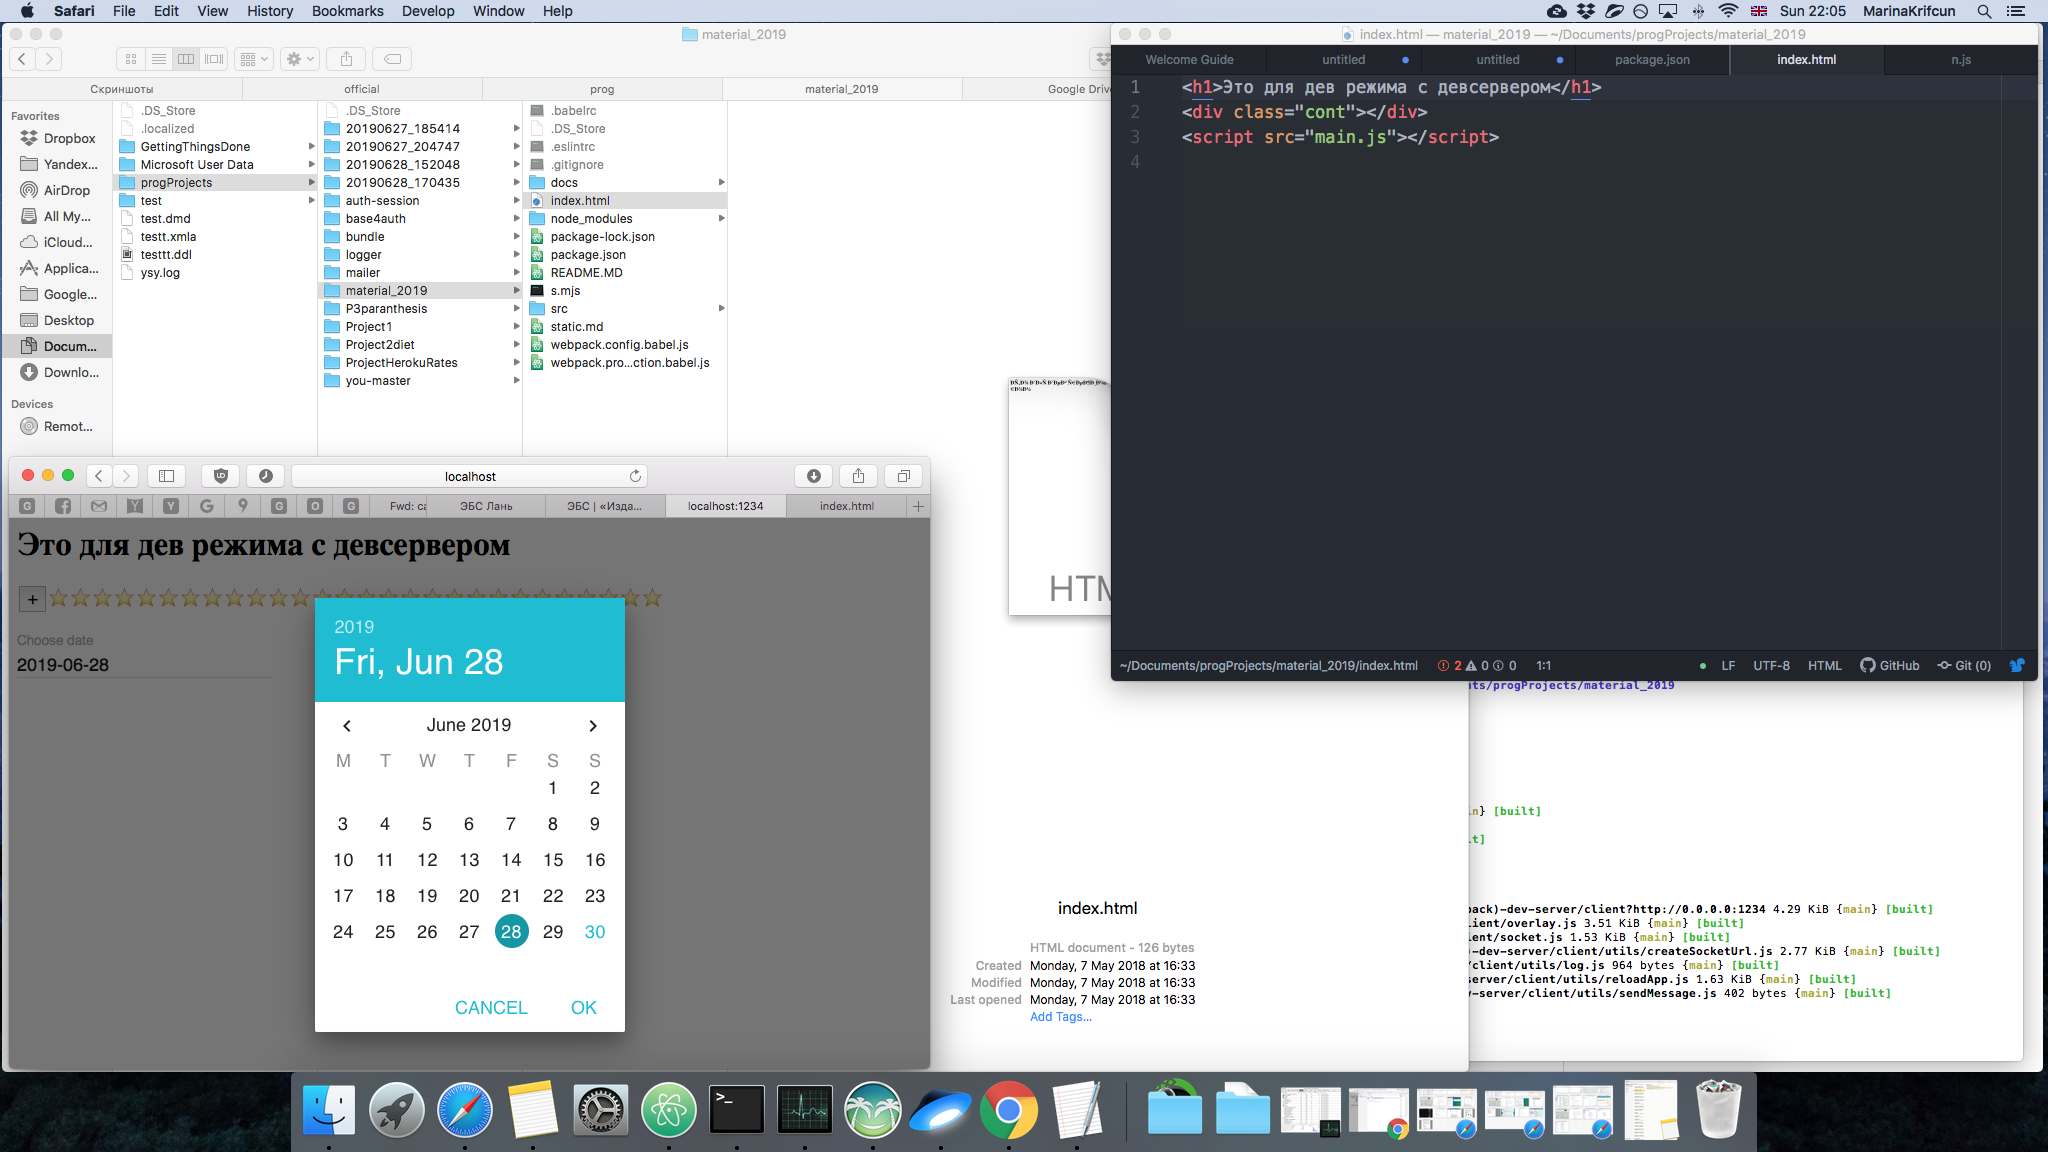 Safari File Edit View History Bookmarks Develop Window Help
Sun 22:05 MarinaKrifcun
material_2019
Скриншоты
official
prog
material_2019
Google Drive
Favorites
Dropbox
Yandex...
AirDrop
All My...
iCloud...
Applica...
Google...
Desktop
Docum...
Downlo...
Devices
Remot...
.DS_Store
.localized
GettingThingsDone
Microsoft User Data
progProjects
test
test.dmd
testt.xmla
testtt.ddl
ysy.log
.DS_Store
20190627_185414
20190627_204747
20190628_152048
20190628_170435
auth-session
base4auth
bundle
logger
mailer
material_2019
P3paranthesis
Project1
Project2diet
ProjectHerokuRates
you-master
.babelrc
.DS_Store
.eslintrc
.gitignore
docs
index.html
node_modules
package-lock.json
package.json
README.MD
s.mjs
src
static.md
webpack.config.babel.js
webpack.pro...ction.babel.js
HTM
index.html
HTML document - 126 bytes
Created Monday, 7 May 2018 at 16:33
Modified Monday, 7 May 2018 at 16:33
Last opened Monday, 7 May 2018 at 16:33
Add Tags...
index.html — material_2019 — ~/Documents/progProjects/material_2019
Welcome Guide
untitled
untitled
package.json
index.html
n.js
1 <h1>Это для дев режима с девсервером</h1>
2 <div class="cont"></div>
3 <script src="main.js"></script>
4
~/Documents/progProjects/material_2019/index.html 2 0 0 1:1 LF UTF-8 HTML GitHub Git (0)
localhost
Fwd: ca
ЭБС Лань
ЭБС | «Изда...
localhost:1234
index.html
Это для дев режима с девсервером
+
Choose date
2019-06-28
2019
Fri, Jun 28
June 2019
M T W T F S S
1 2
3 4 5 6 7 8 9
10 11 12 13 14 15 16
17 18 19 20 21 22 23
24 25 26 27 28 29 30
CANCEL OK
nts/progProjects/material_2019
in} [built]
lt]
pack)-dev-server/client?http://0.0.0.0:1234 4.29 KiB {main} [built]
lient/overlay.js 3.51 KiB {main} [built]
lient/socket.js 1.53 KiB {main} [built]
-dev-server/client/utils/createSocketUrl.js 2.77 KiB {main} [built]
/client/utils/log.js 964 bytes {main} [built]
server/client/utils/reloadApp.js 1.63 KiB {main} [built]
v-server/client/utils/sendMessage.js 402 bytes {main} [built]